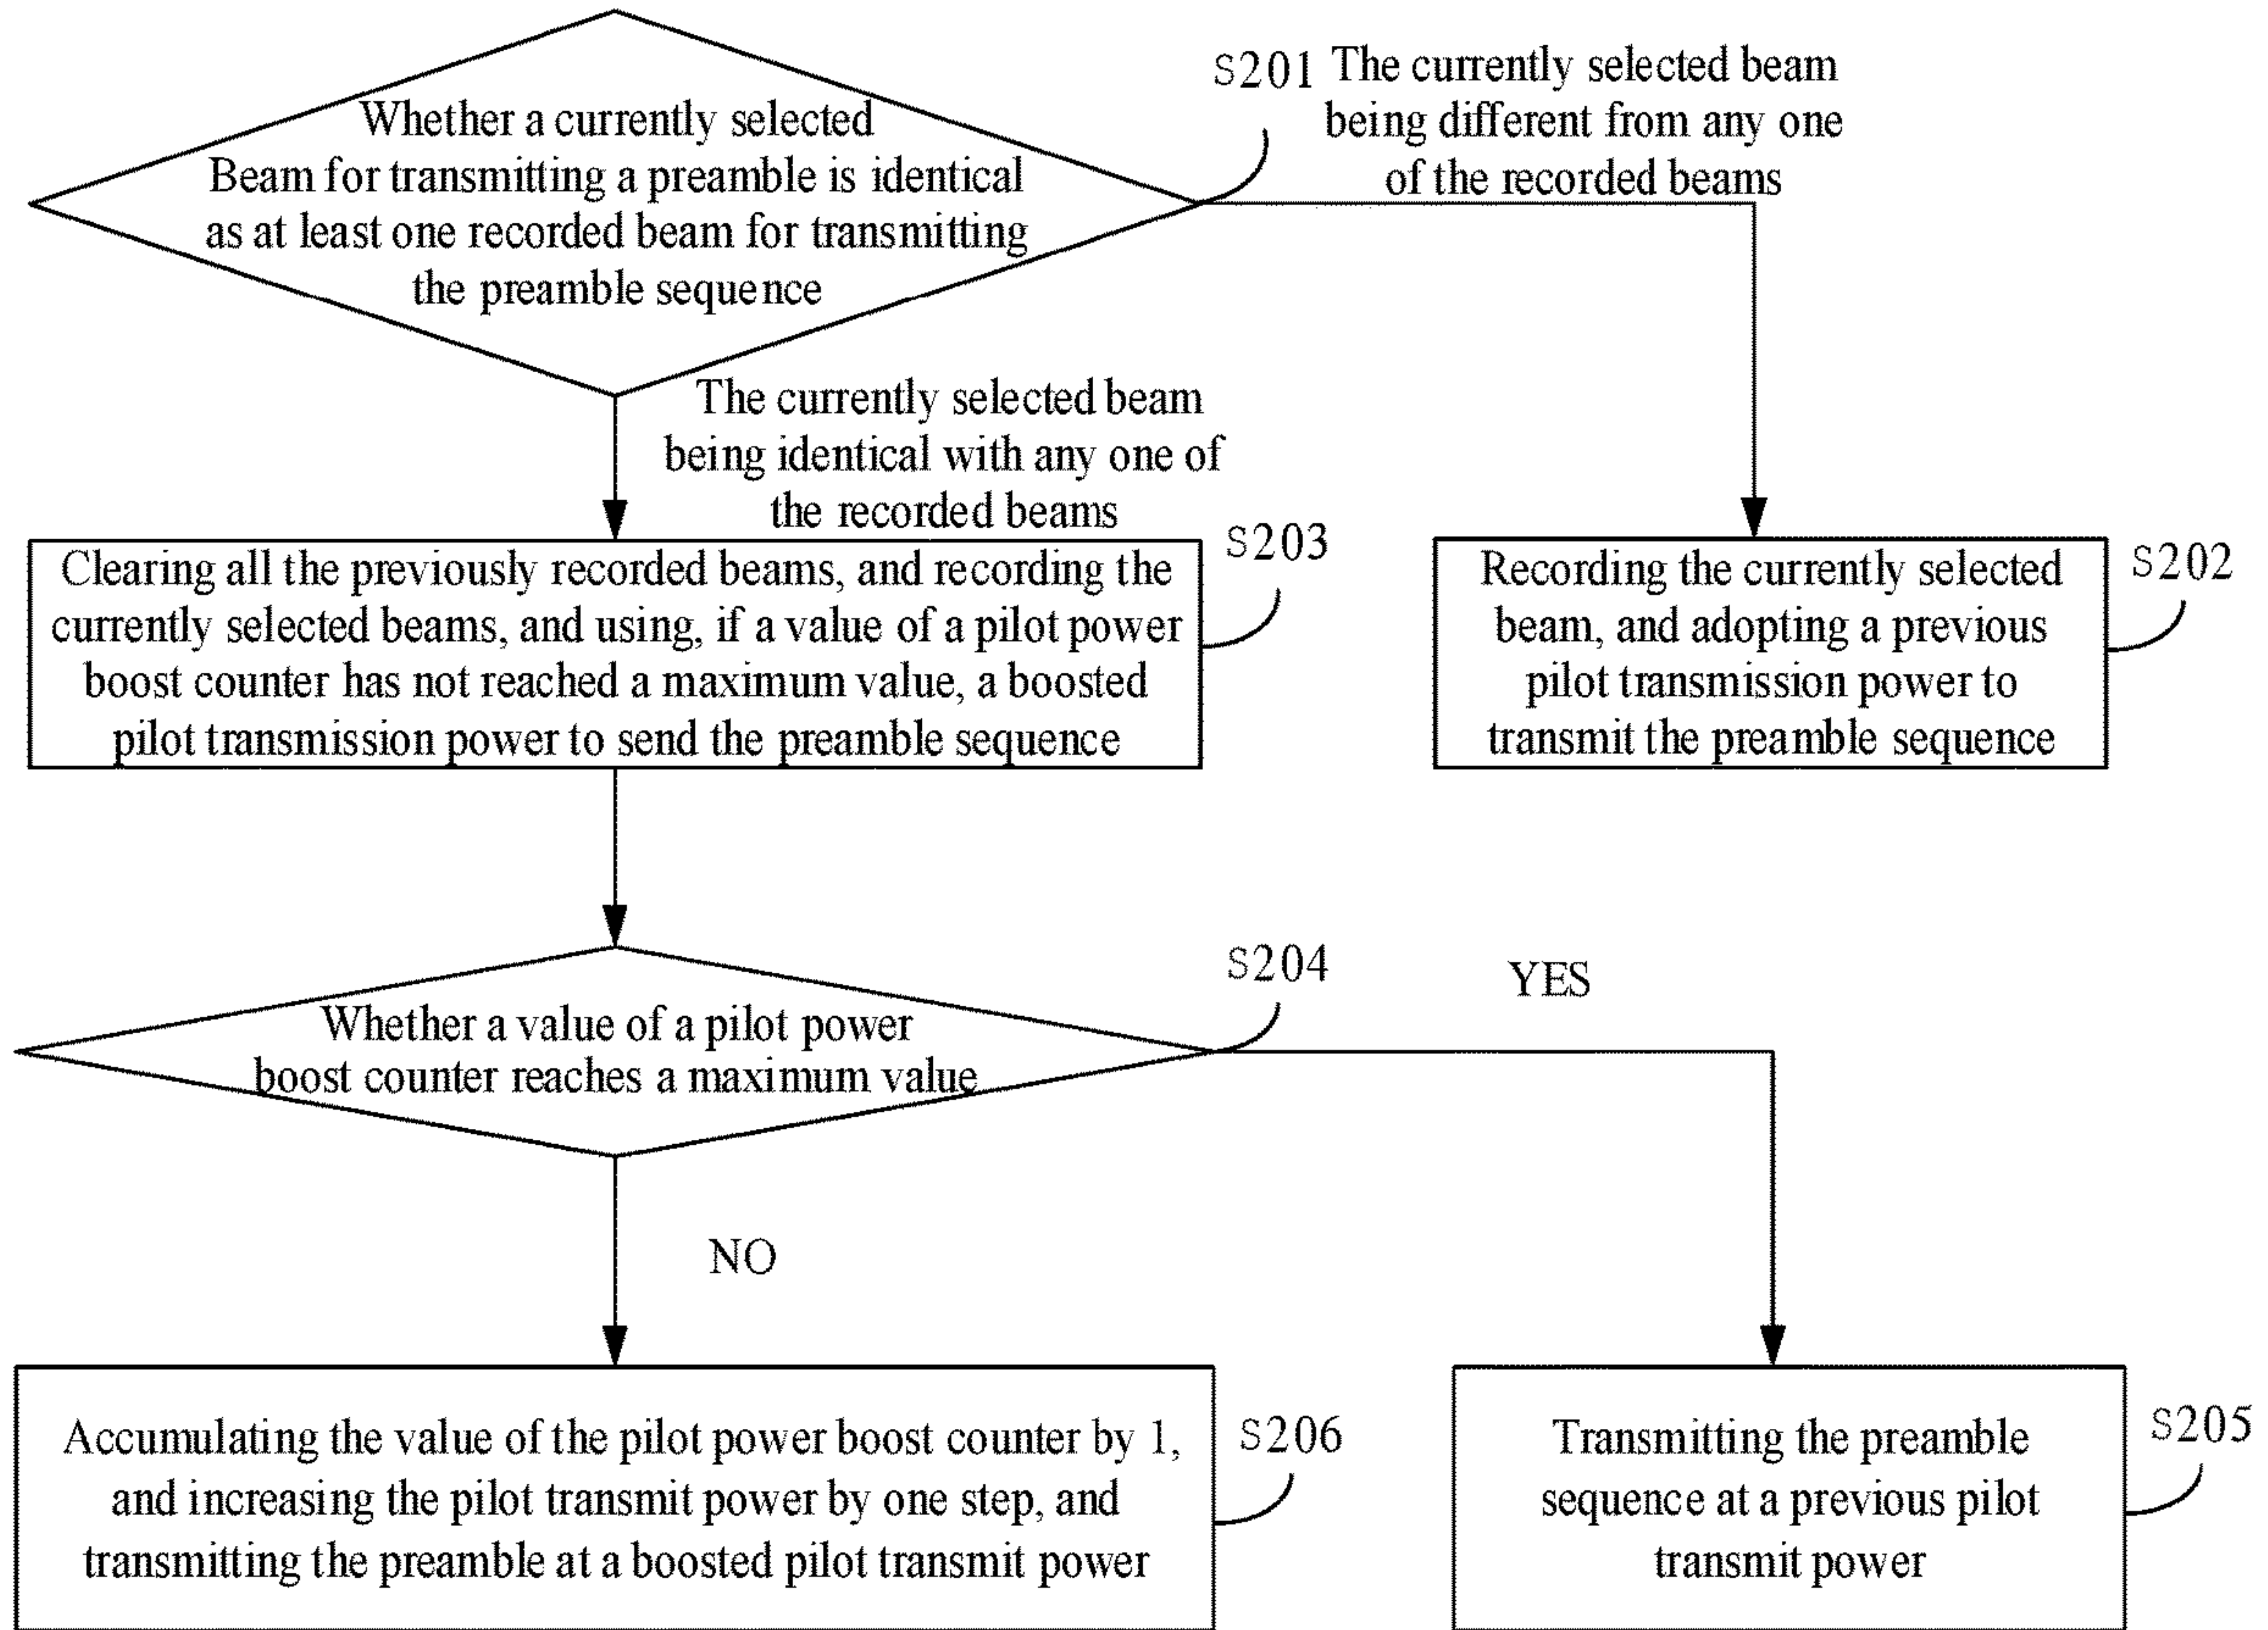 Whether a currently selected
Beam for transmitting a preamble is identical
as at least one recorded beam for transmitting
the preamble sequence
S201
The currently selected beam
being different from any one
of the recorded beams
The currently selected beam
being identical with any one of
the recorded beams
Clearing all the previously recorded beams, and recording the
currently selected beams, and using, if a value of a pilot power
boost counter has not reached a maximum value, a boosted
pilot transmission power to send the preamble sequence
S203
Recording the currently selected
beam, and adopting a previous
pilot transmission power to
transmit the preamble sequence
S202
Whether a value of a pilot power
boost counter reaches a maximum value
S204
YES
NO
Accumulating the value of the pilot power boost counter by 1,
and increasing the pilot transmit power by one step, and
transmitting the preamble at a boosted pilot transmit power
S206
Transmitting the preamble
sequence at a previous pilot
transmit power
S205